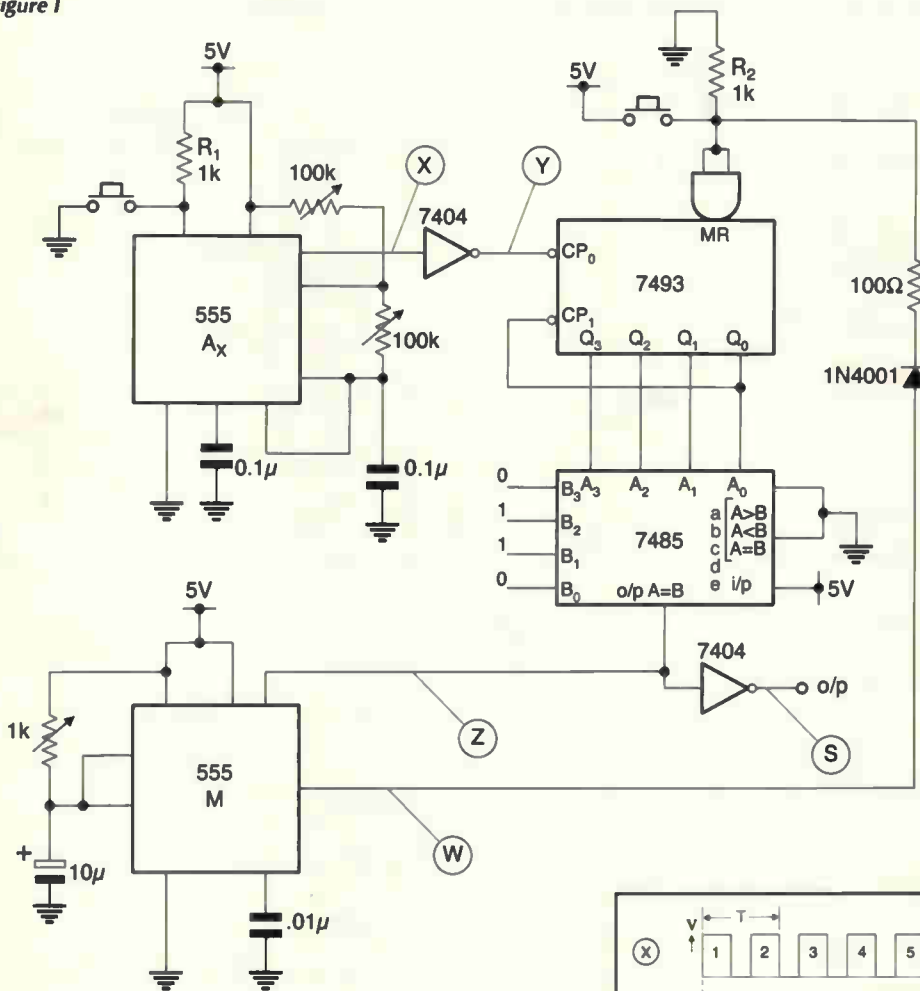 igure 1
5V
R₁
1k
100k
X
7404
555
Aₓ
100k
0.1μ
0.1μ
Y
5V
R₂
1k
MR
CP₀
7493
CP₁
Q₃ Q₂ Q₁ Q₀
100Ω
1N4001
0 B₃ A₃ A₂ A₁ A₀
1 B₂
1 B₁
0 B₀
7485
a A>B
b A<B
c A=B
d
e i/p
o/p A=B
5V
7404
o/p
S
5V
1k
555
M
Z
W
+
10μ
.01μ
X
V
T
1 2 3 4 5